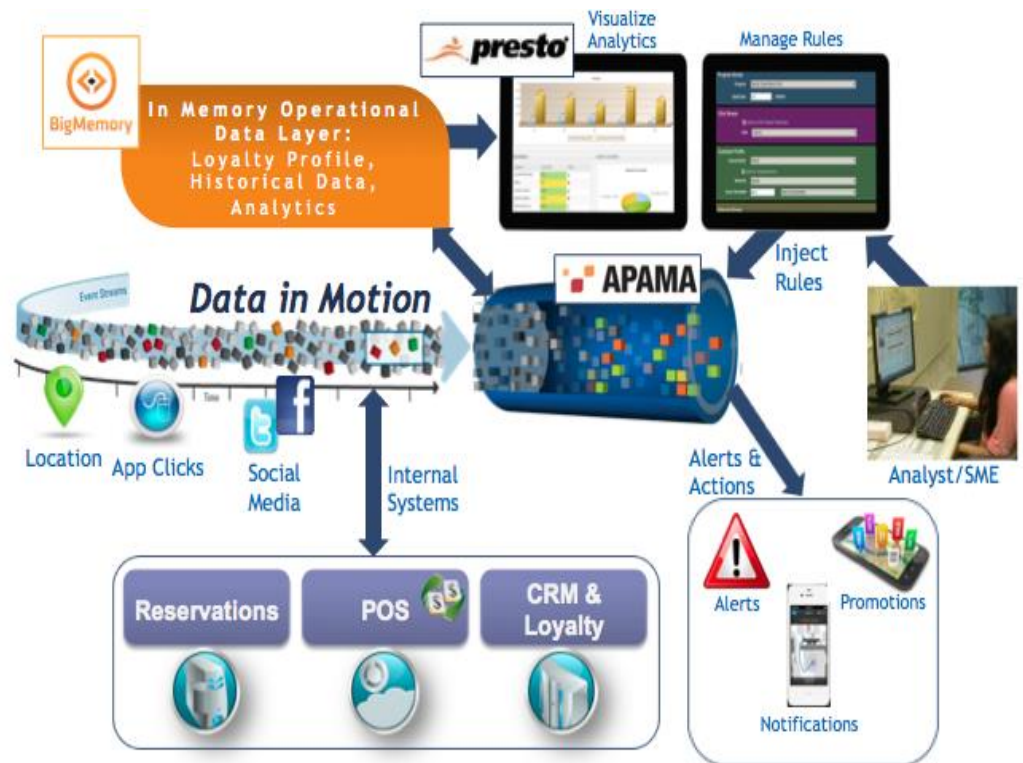 BigMemory
In Memory Operational
Data Layer:
Loyalty Profile,
Historical Data,
Analytics
presto
Visualize
Analytics
Manage Rules
Event Streams
Data in Motion
APAMA
Inject
Rules
Time
Location
App Clicks
Social
Media
Internal
Systems
Alerts &
Actions
Analyst/SME
Reservations
POS
CRM &
Loyalty
Alerts
Promotions
Notifications